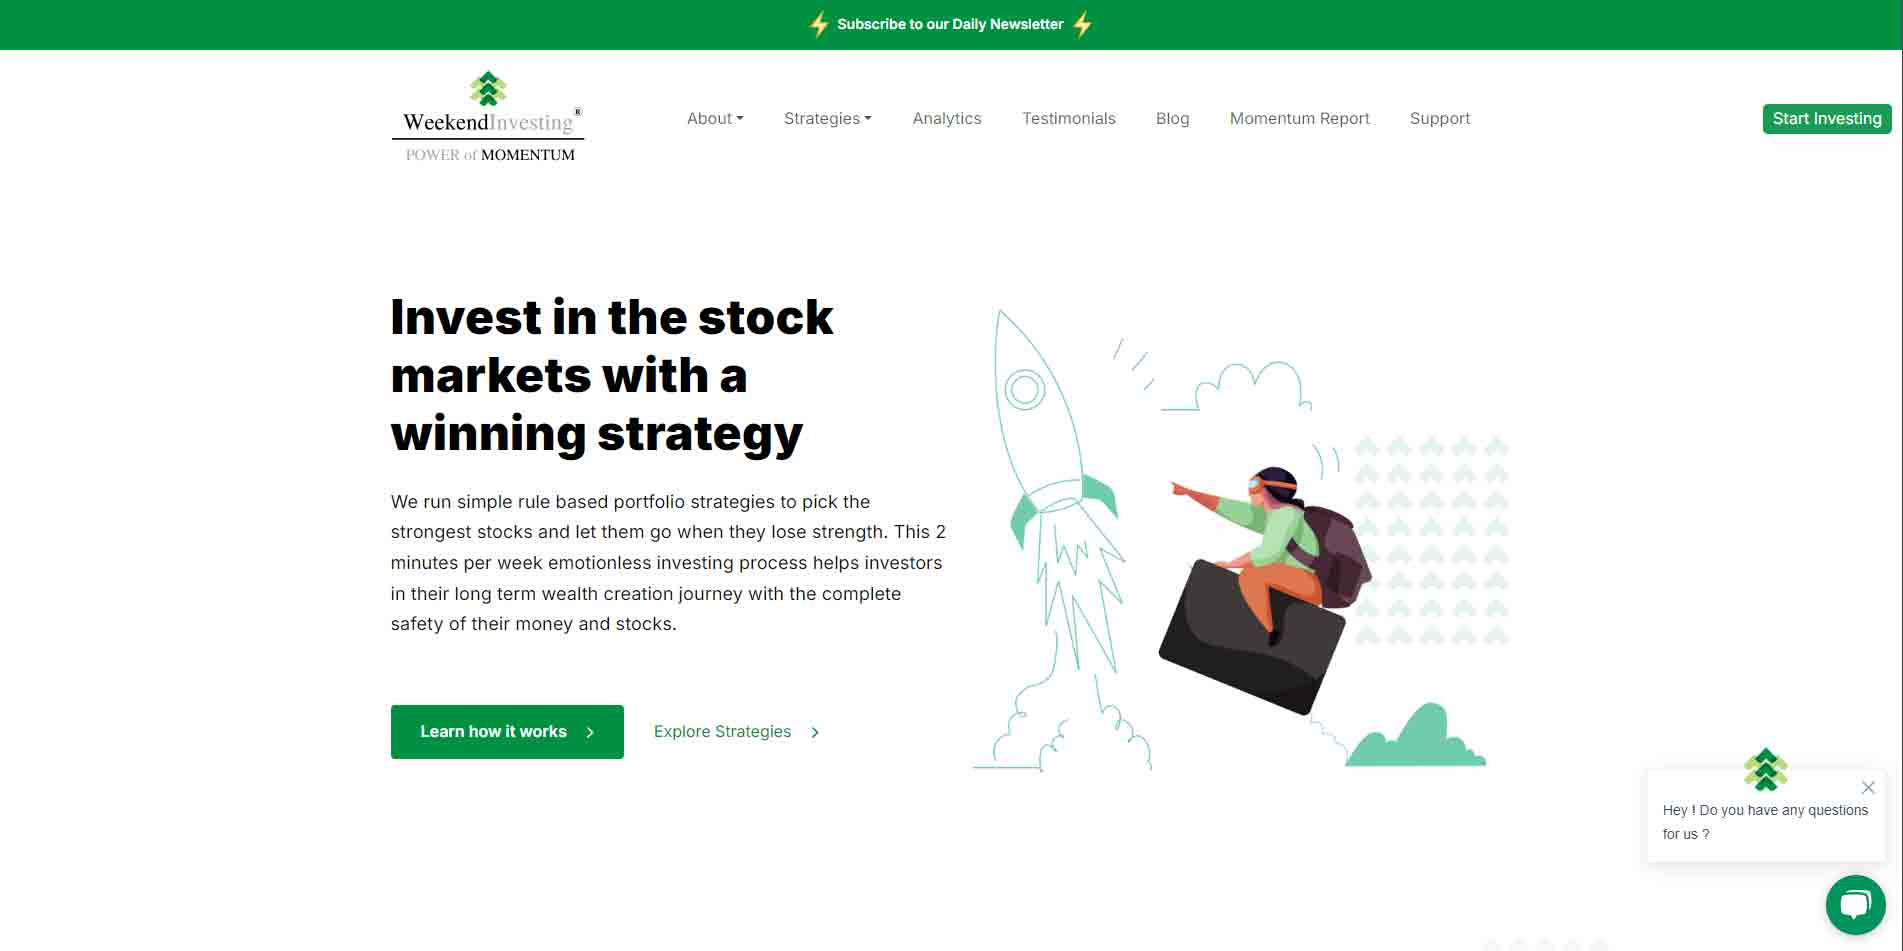 Subscribe to our Daily Newsletter
WeekendInvesting®
POWER of MOMENTUM
About
Strategies
Analytics
Testimonials
Blog
Momentum Report
Support
Start Investing
Invest in the stock
markets with a
winning strategy
We run simple rule based portfolio strategies to pick the
strongest stocks and let them go when they lose strength. This 2
minutes per week emotionless investing process helps investors
in their long term wealth creation journey with the complete
safety of their money and stocks.
Learn how it works
Explore Strategies
Hey ! Do you have any questions
for us ?